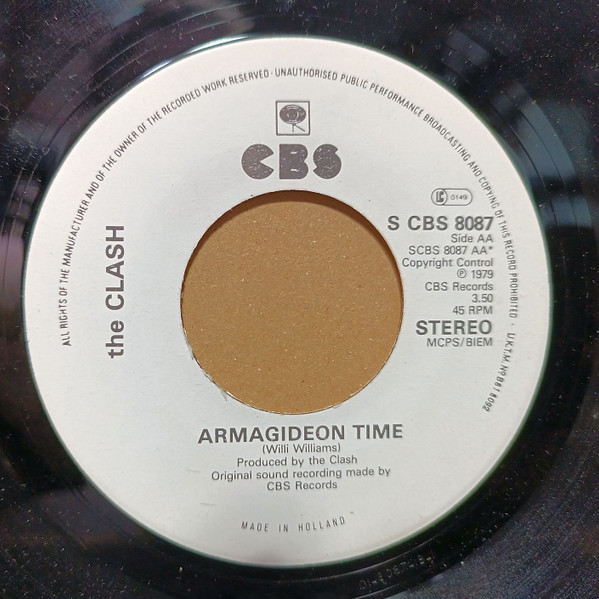 ALL RIGHTS OF THE MANUFACTURER AND OF THE OWNER OF THE RECORDED WORK RESERVED · UNAUTHORISED PUBLIC PERFORMANCE BROADCASTING AND COPYING OF THIS RECORD PROHIBITED · U.K.T.M. Nº B818092
CBS
LC 0149
the CLASH
S CBS 8087
Side AA
SCBS 8087 AA*
Copyright Control
℗ 1979
CBS Records
3.50
45 RPM
STEREO
MCPS/BIEM
ARMAGIDEON TIME
(Willi Williams)
Produced by the Clash
Original sound recording made by
CBS Records
MADE IN HOLLAND